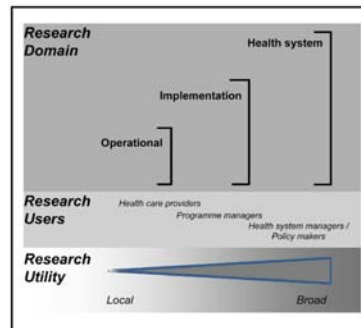 Research
Domain
Health system
Implementation
Operational
Research
Users
Health care providers
Programme managers
Health system managers /
Policy makers
Research
Utility
Local
Broad